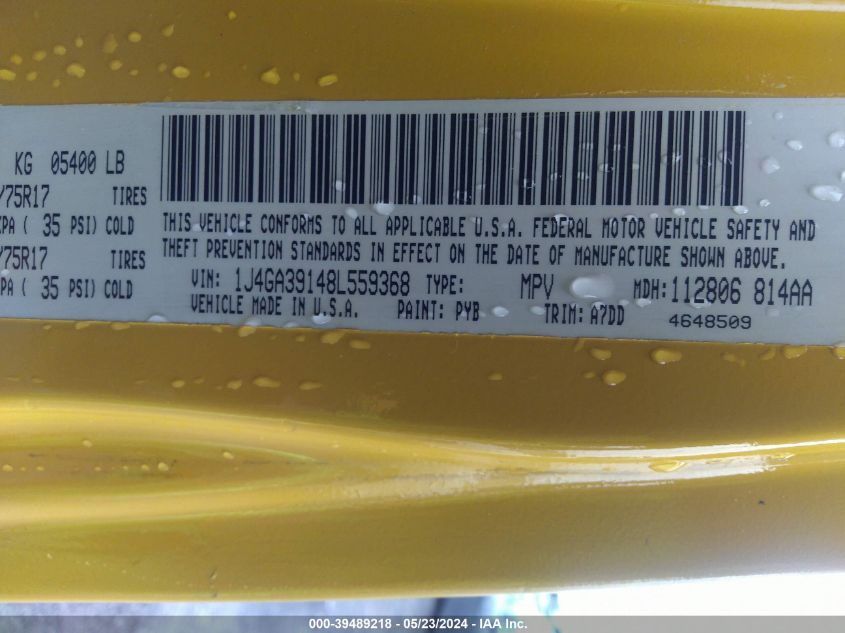 KG 05400 LB
/75R17 TIRES
PA ( 35 PSI) COLD
/75R17 TIRES
PA ( 35 PSI) COLD
THIS VEHICLE CONFORMS TO ALL APPLICABLE U.S.A. FEDERAL MOTOR VEHICLE SAFETY AND
THEFT PREVENTION STANDARDS IN EFFECT ON THE DATE OF MANUFACTURE SHOWN ABOVE.
VIN: 1J4GA39148L559368 TYPE: MPV MDH: 112806 814AA
VEHICLE MADE IN U.S.A. PAINT: PYB TRIM: A7DD 4648509
000-39489218 - 05/23/2024 - IAA Inc.